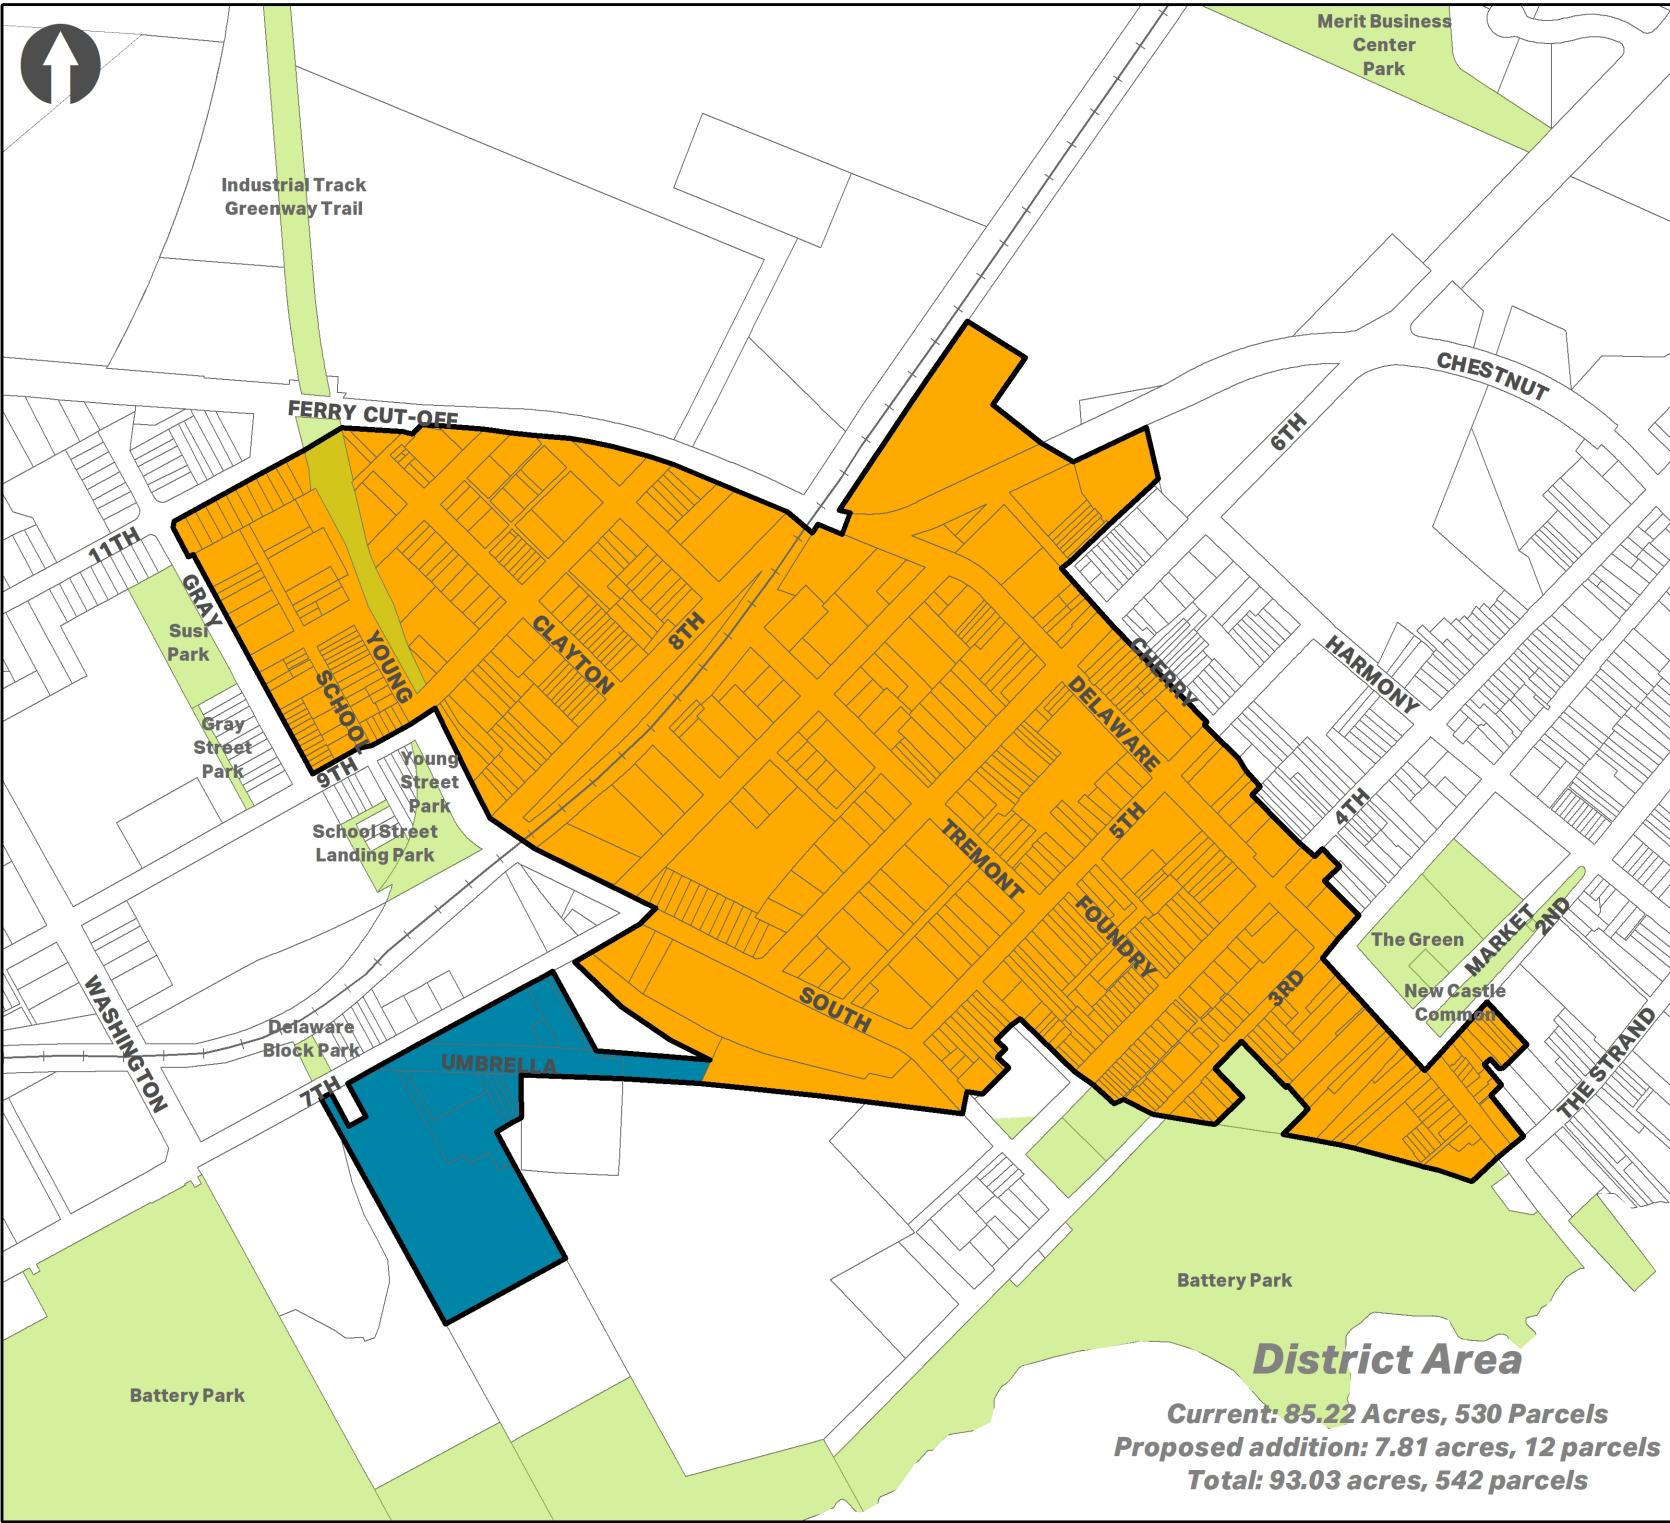 Merit Business
Center
Park
Industrial Track
Greenway Trail
CHESTNUT
FERRY CUT-OFF
6TH
11TH
GRAY
Susi
Park
CLAYTON
8TH
YOUNG
SCHOOL
CHERRY
HARMONY
DELAWARE
Gray
Street
Park
9TH
Young
Street
Park
School Street
Landing Park
5TH
4TH
TREMONT
FOUNDRY
The Green
MARKET
2ND
New Castle
Common
3RD
SOUTH
WASHINGTON
Delaware
Block Park
UMBRELLA
7TH
THE STRAND
Battery Park
Battery Park
District Area
Current: 85.22 Acres, 530 Parcels
Proposed addition: 7.81 acres, 12 parcels
Total: 93.03 acres, 542 parcels